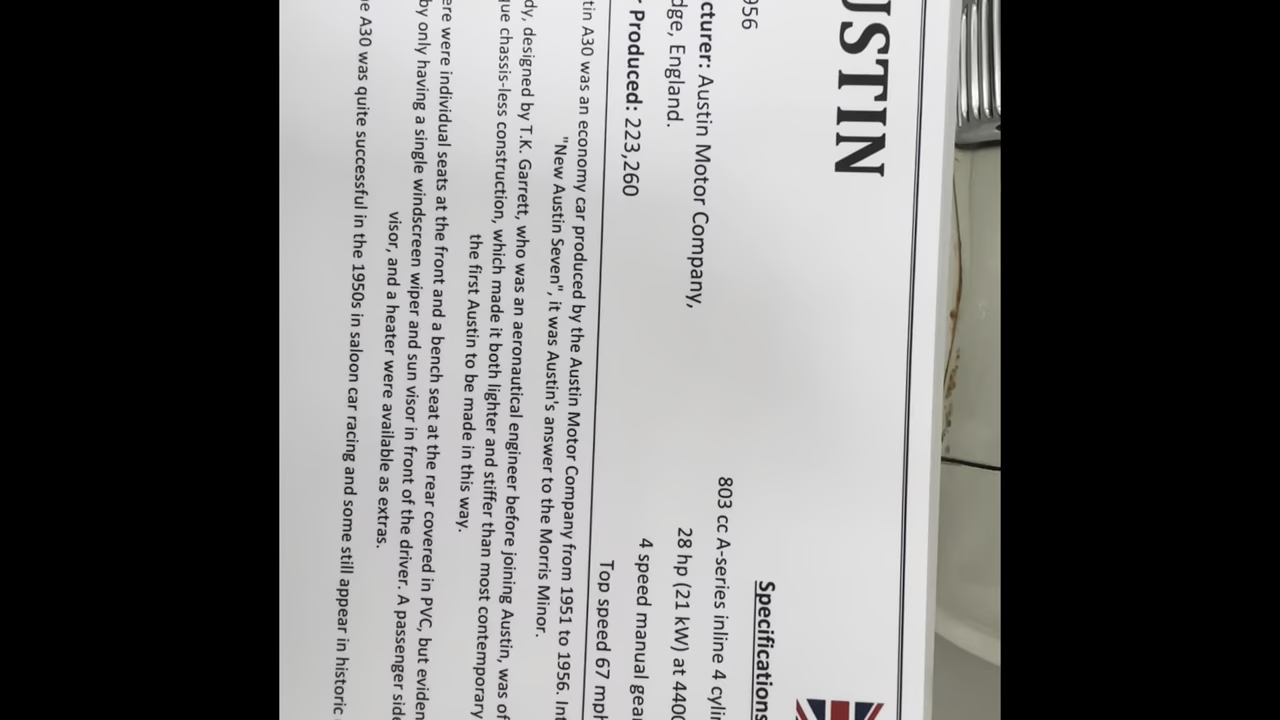 USTIN
Specifications
956
803 cc A-series inline 4
cturer: Austin Motor Company,
28 hp (21 kW) at
dge, England.
4 speed manual
r Produced: 223,260
Top speed 67 mph
tin A30 was an economy car produced by the Austin Motor Company from 1951 to 1956.
"New Austin Seven", it was Austin's answer to the Morris Minor.
dy, designed by T.K. Garrett, who was an aeronautical engineer before joining Austin, was of
que chassis-less construction, which made it both lighter and stiffer than most contemporary
the first Austin to be made in this way.
ere were individual seats at the front and a bench seat at the rear covered in PVC, but
by only having a single windscreen wiper and sun visor in front of the driver. A passenger
visor, and a heater were available as extras.
A30 was quite successful in the 1950s in saloon car racing and some still appear in historic